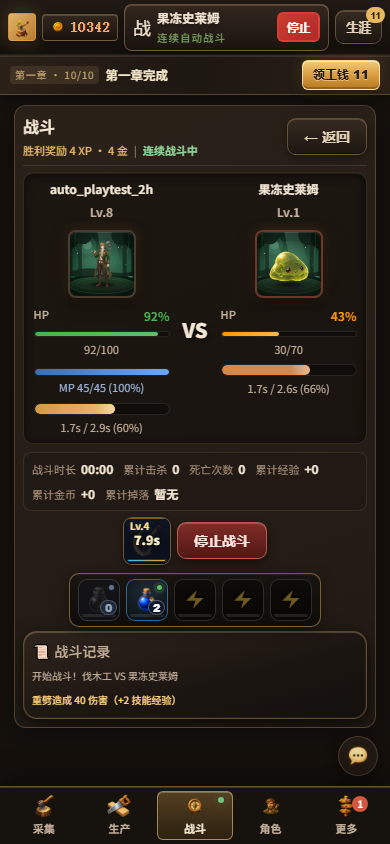 10342
战
果冻史莱姆
连续自动战斗
停止
生涯
11
第一章 · 10/10
第一章完成
领工钱 11
战斗
胜利奖励 4 XP · 4 金 | 连续战斗中
← 返回
auto_playtest_2h
果冻史莱姆
Lv.8
Lv.1
HP
92%
VS
HP
43%
92/100
30/70
MP 45/45 (100%)
1.7s / 2.6s (66%)
1.7s / 2.9s (60%)
战斗时长 00:00 累计击杀 0 死亡次数 0 累计经验 +0
累计金币 +0 累计掉落 暂无
Lv.4
7.9s
停止战斗
0
2
战斗记录
开始战斗！伐木工 VS 果冻史莱姆
重劈造成 40 伤害（+2 技能经验）
采集
生产
战斗
角色
更多
1